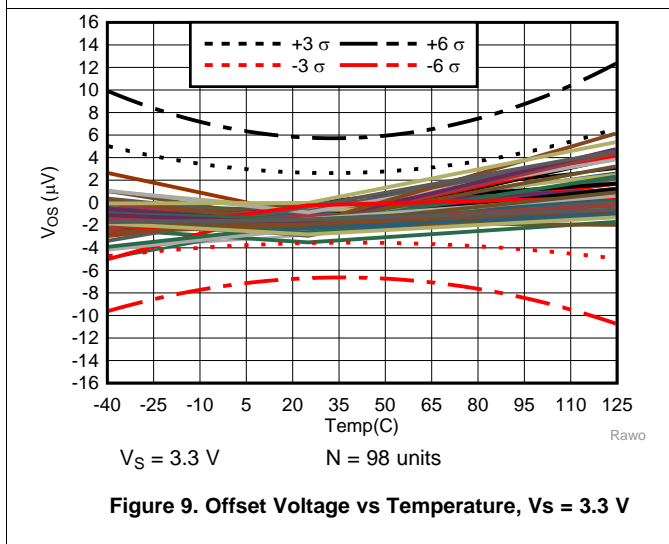 16
14
12
10
8
6
4
2
0
-2
-4
-6
-8
-10
-12
-14
-16
VOS (µV)
+3 σ
+6 σ
-3 σ
-6 σ
-40 -25 -10 5 20 35 50 65 80 95 110 125
Temp(C)
Rawo
VS = 3.3 V N = 98 units
Figure 9. Offset Voltage vs Temperature, Vs = 3.3 V